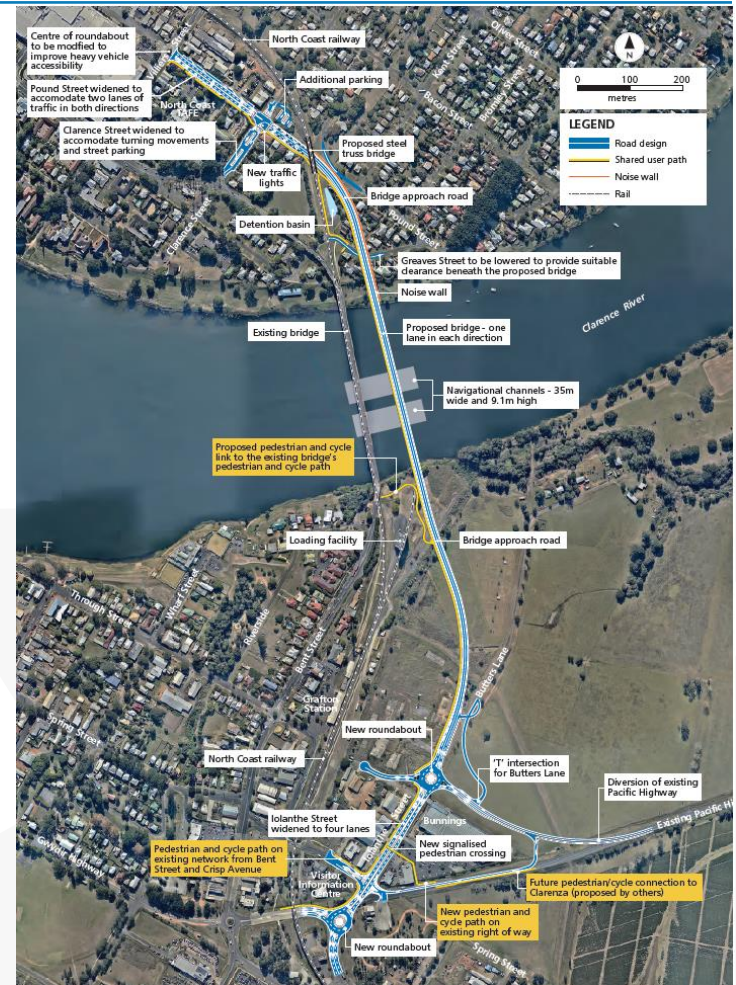 Centre of roundabout
to be modfied to
improve heavy vehicle
accessibility
North Coast railway
Additional parking
Pound Street widened to
accomodate two lanes of
traffic in both directions
North Coast
TAFE
Clarence Street widened to
accomodate turning movements
and street parking
New traffic
lights
Proposed steel
truss bridge
Bridge approach road
Detention basin
Kent Street
Oliver Street
Bacon Street
Bromley Street
Pound Street
Clarence Street
0 100 200
metres
LEGEND
Road design
Shared user path
Noise wall
Rail
N
Greaves Street to be lowered to provide suitable
clearance beneath the proposed bridge
Noise wall
Existing bridge
Proposed bridge - one
lane in each direction
Clarence River
Navigational channels - 35m
wide and 9.1m high
Proposed pedestrian and cycle
link to the existing bridge's
pedestrian and cycle path
Loading facility
Bridge approach road
Through Street
Wharf Street
Riverside
Bent Street
Spring Street
Grafton
Station
Butters Lane
New roundabout
North Coast railway
'T' intersection
for Butters Lane
Diversion of existing
Pacific Highway
Existing Pacific Hi
Iolanthe Street
widened to four lanes
Street
Bunnings
New signalised
pedestrian crossing
Gwydir Highway
Pedestrian and cycle path on
existing network from Bent
Street and Crisp Avenue
Visitor
Information
Centre
Future pedestrian/cycle connection to
Clarenza (proposed by others)
New pedestrian and
cycle path on
existing right of way
New roundabout
Spring Street